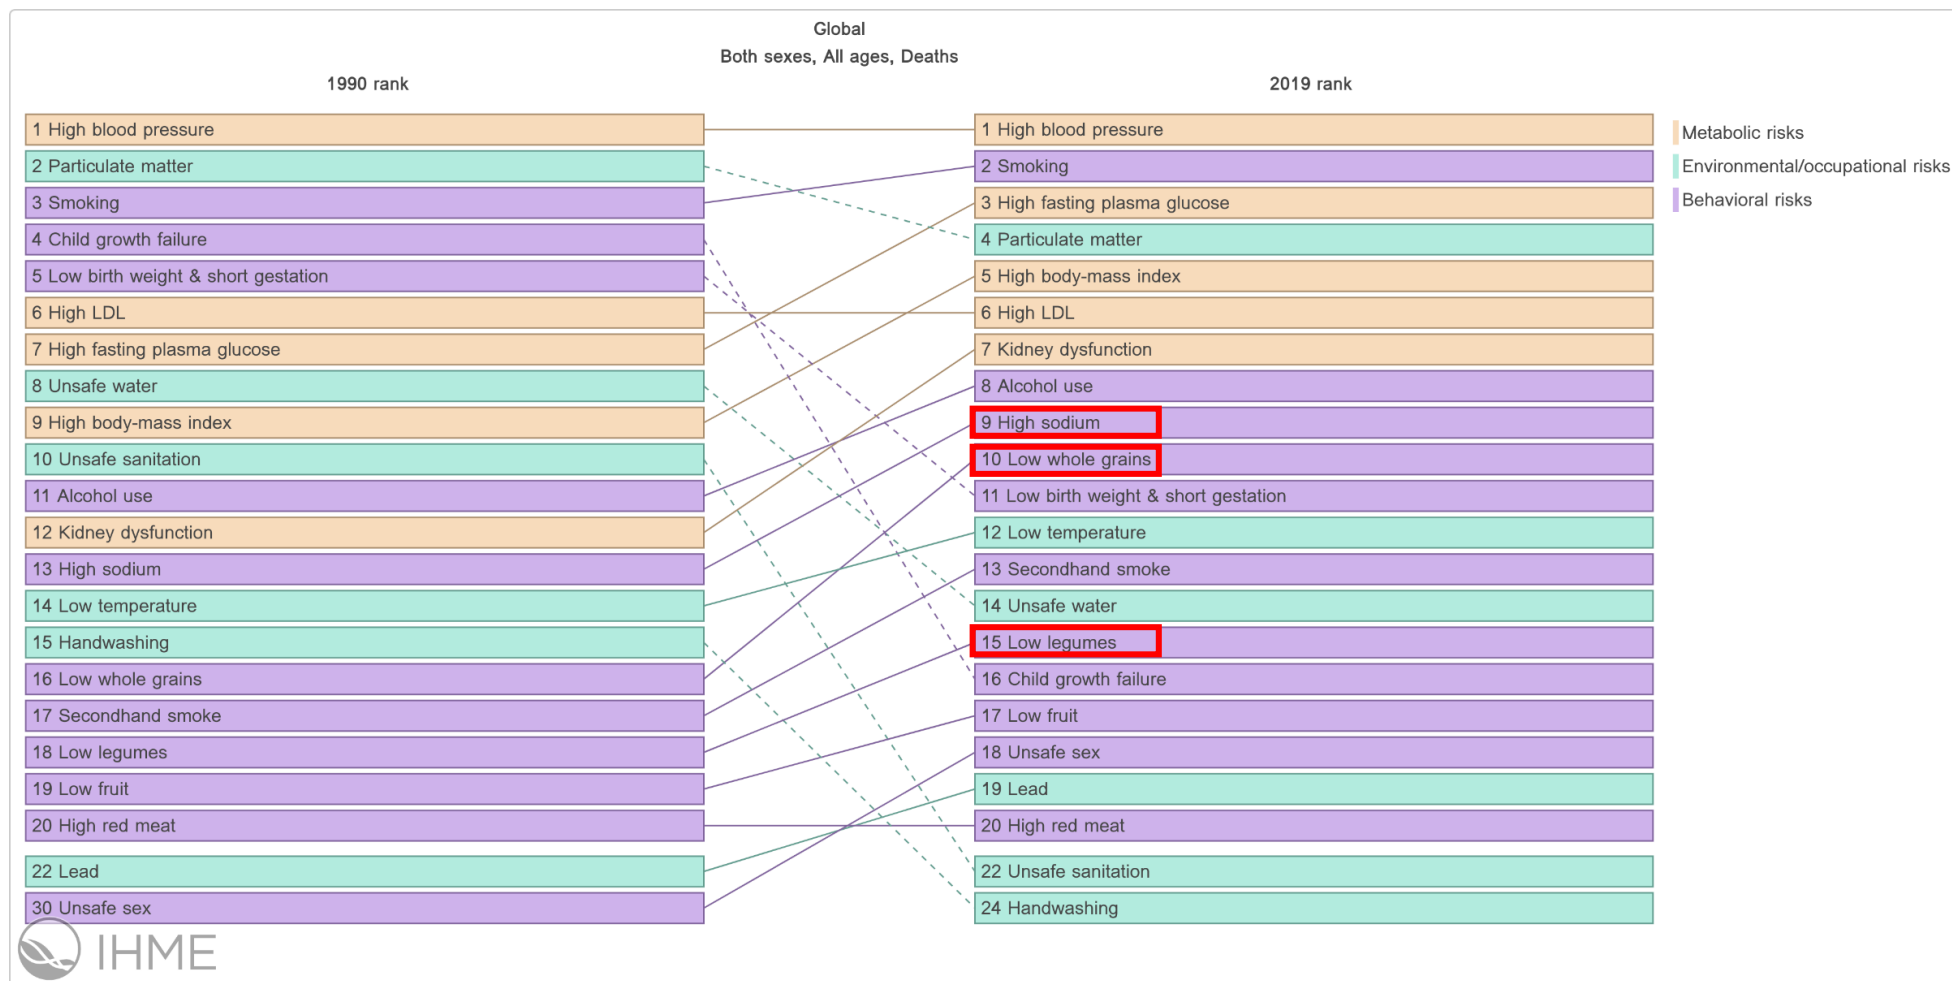 Global
Both sexes, All ages, Deaths
1990 rank
2019 rank
1 High blood pressure
2 Particulate matter
3 Smoking
4 Child growth failure
5 Low birth weight & short gestation
6 High LDL
7 High fasting plasma glucose
8 Unsafe water
9 High body-mass index
10 Unsafe sanitation
11 Alcohol use
12 Kidney dysfunction
13 High sodium
14 Low temperature
15 Handwashing
16 Low whole grains
17 Secondhand smoke
18 Low legumes
19 Low fruit
20 High red meat
22 Lead
30 Unsafe sex
1 High blood pressure
2 Smoking
3 High fasting plasma glucose
4 Particulate matter
5 High body-mass index
6 High LDL
7 Kidney dysfunction
8 Alcohol use
9 High sodium
10 Low whole grains
11 Low birth weight & short gestation
12 Low temperature
13 Secondhand smoke
14 Unsafe water
15 Low legumes
16 Child growth failure
17 Low fruit
18 Unsafe sex
19 Lead
20 High red meat
22 Unsafe sanitation
24 Handwashing
Metabolic risks
Environmental/occupational risks
Behavioral risks
IHME